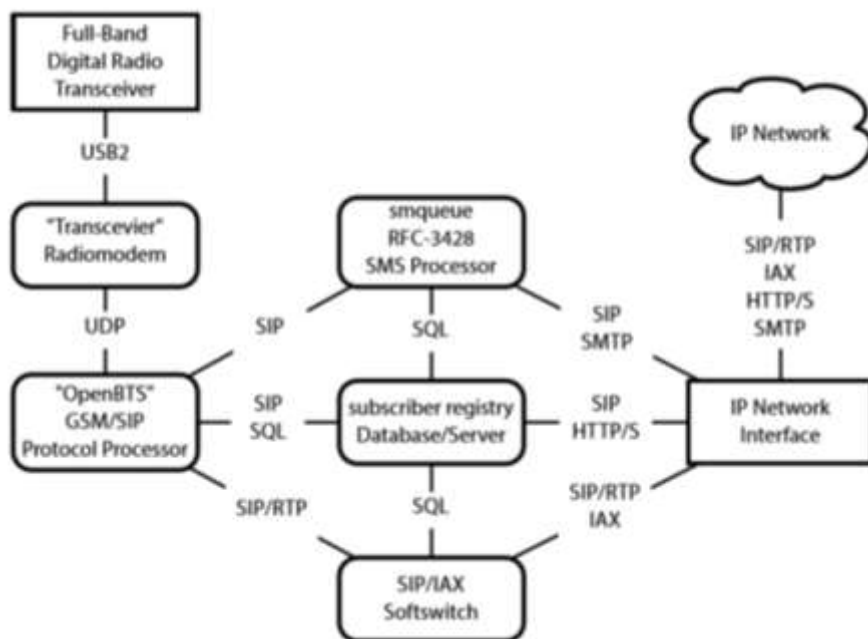 Full-Band
Digital Radio
Transceiver
USB2
"Transcevier"
Radiomodem
UDP
"OpenBTS"
GSM/SIP
Protocol Processor
SIP
SIP
SQL
SIP/RTP
smqueue
RFC-3428
SMS Processor
SQL
subscriber registry
Database/Server
SQL
SIP/IAX
Softswitch
SIP
SMTP
SIP
HTTP/S
SIP/RTP
IAX
IP Network
SIP/RTP
IAX
HTTP/S
SMTP
IP Network
Interface